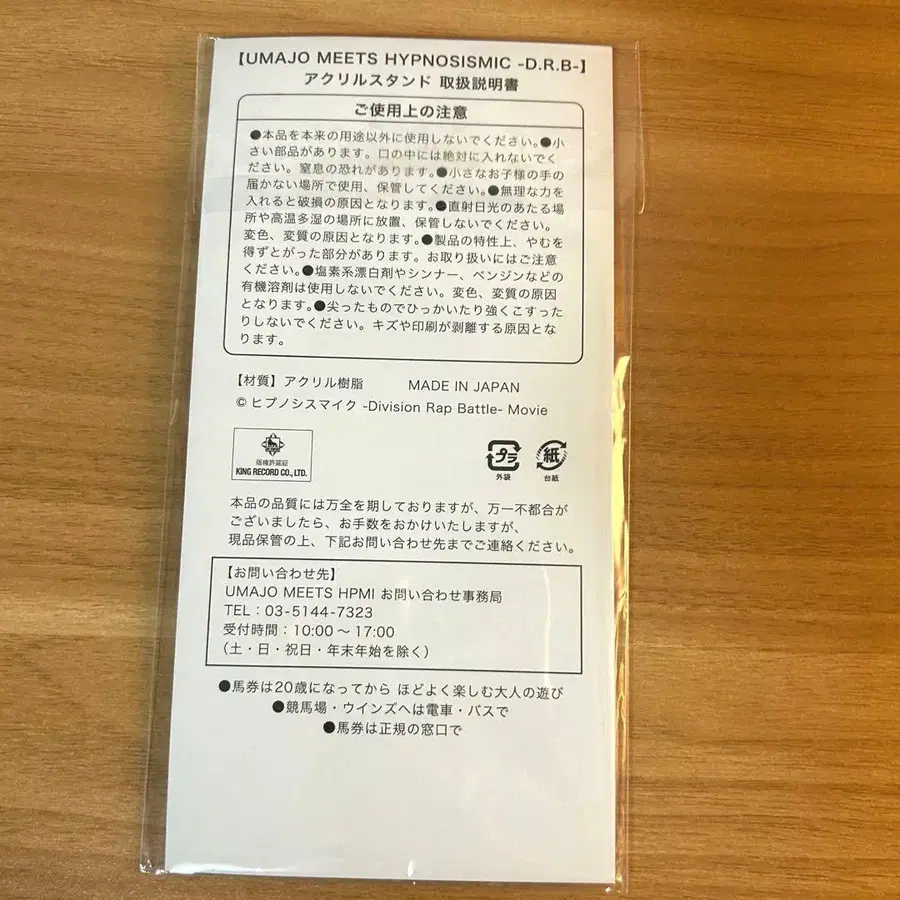 【UMAJO MEETS HYPNOSISMIC -D.R.B-】
アクリルスタンド 取扱説明書
ご使用上の注意
●本品を本来の用途以外に使用しないでください。●小
さい部品があります。口の中には絶対に入れないでく
ださい。窒息の恐れがあります。●小さなお子様の手の
届かない場所で使用、保管してください。●無理な力を
入れると破損の原因となります。●直射日光のあたる場
所や高温多湿の場所に放置、保管しないでください。
変色、変質の原因となります。●製品の特性上、やむを
得ずとがった部分があります。お取り扱いにはご注意
ください。●塩素系漂白剤やシンナー、ベンジンなどの
有機溶剤は使用しないでください。変色、変質の原因
となります。●尖ったものでひっかいたり強くこすった
りしないでください。キズや印刷が剥離する原因とな
ります。
【材質】アクリル樹脂 MADE IN JAPAN
© ヒプノシスマイク -Division Rap Battle- Movie
版権許諾証
KING RECORD CO., LTD.
プラ
外袋
紙
台紙
本品の品質には万全を期しておりますが、万一不都合が
ございましたら、お手数をおかけいたしますが、
現品保管の上、下記お問い合わせ先までご連絡ください。
【お問い合わせ先】
UMAJO MEETS HPMI お問い合わせ事務局
TEL：03-5144-7323
受付時間：10:00 〜 17:00
（土・日・祝日・年末年始を除く）
●馬券は20歳になってから ほどよく楽しむ大人の遊び
●競馬場・ウインズへは電車・バスで
●馬券は正規の窓口で